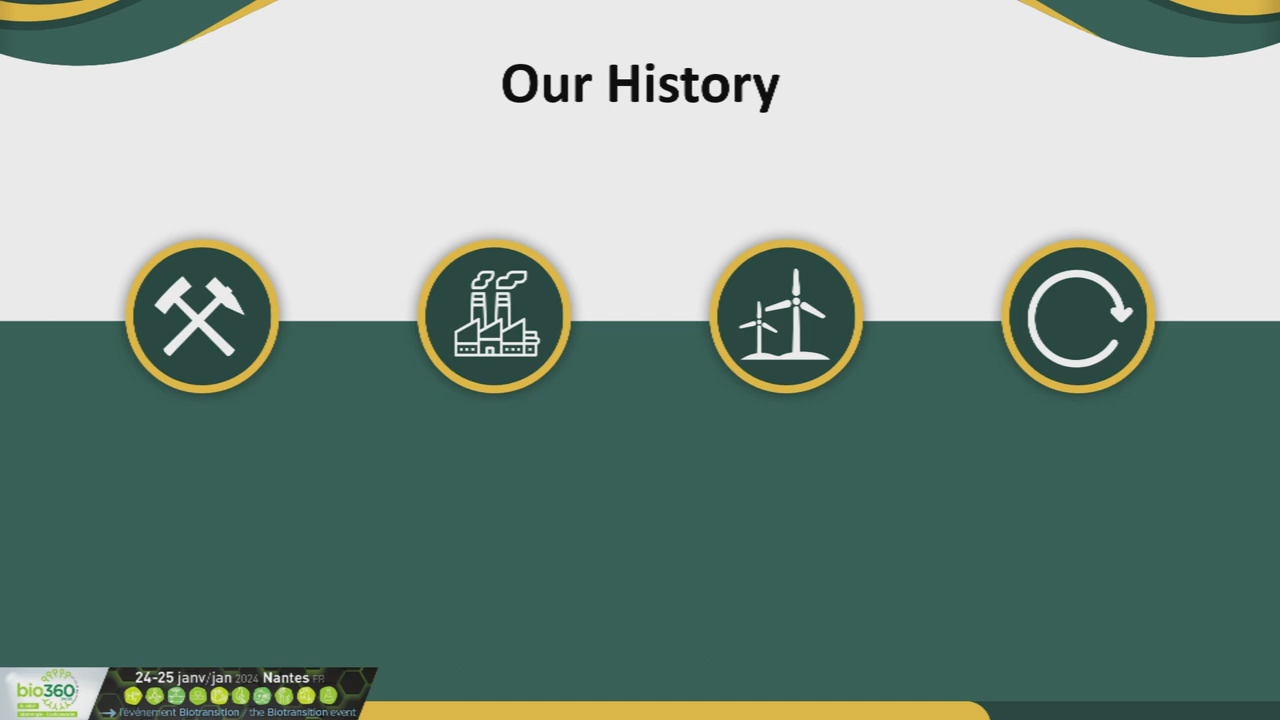 Our History
bio360
24-25 janv/jan 2024 Nantes FR
l'événement Biotransition / the Biotransition event